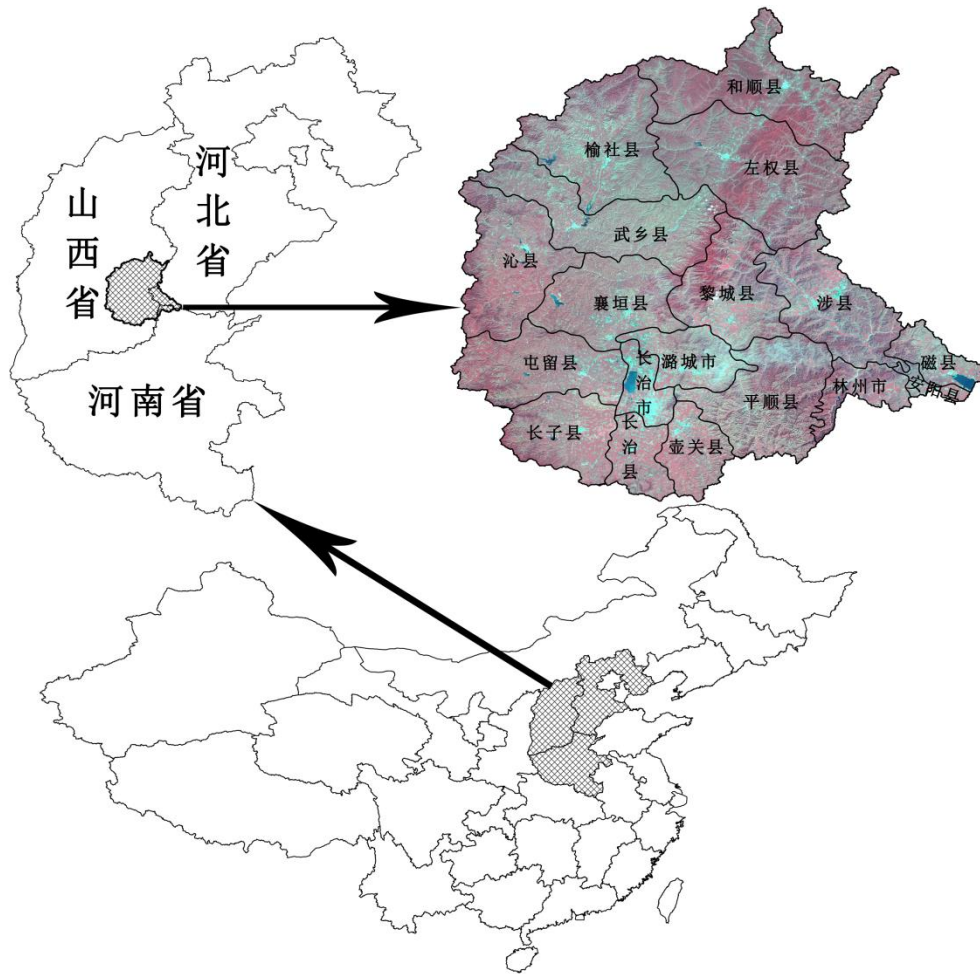 山西省
河北省
河南省
和顺县
榆社县
左权县
武乡县
沁县
襄垣县
黎城县
涉县
屯留县
长治市
潞城市
磁县
安阳县
林州市
平顺县
长子县
长治县
壶关县